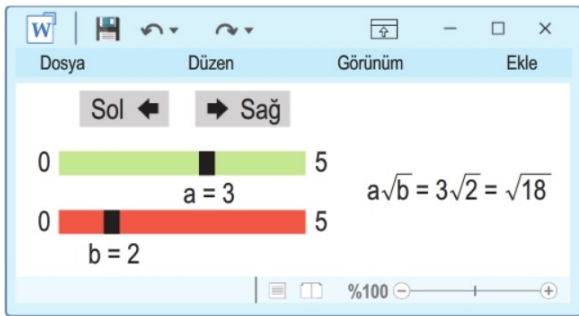 W
Dosya Düzen Görünüm Ekle
Sol Sağ
0 5
a = 3
a√b = 3√2 = √18
0 5
b = 2
%100